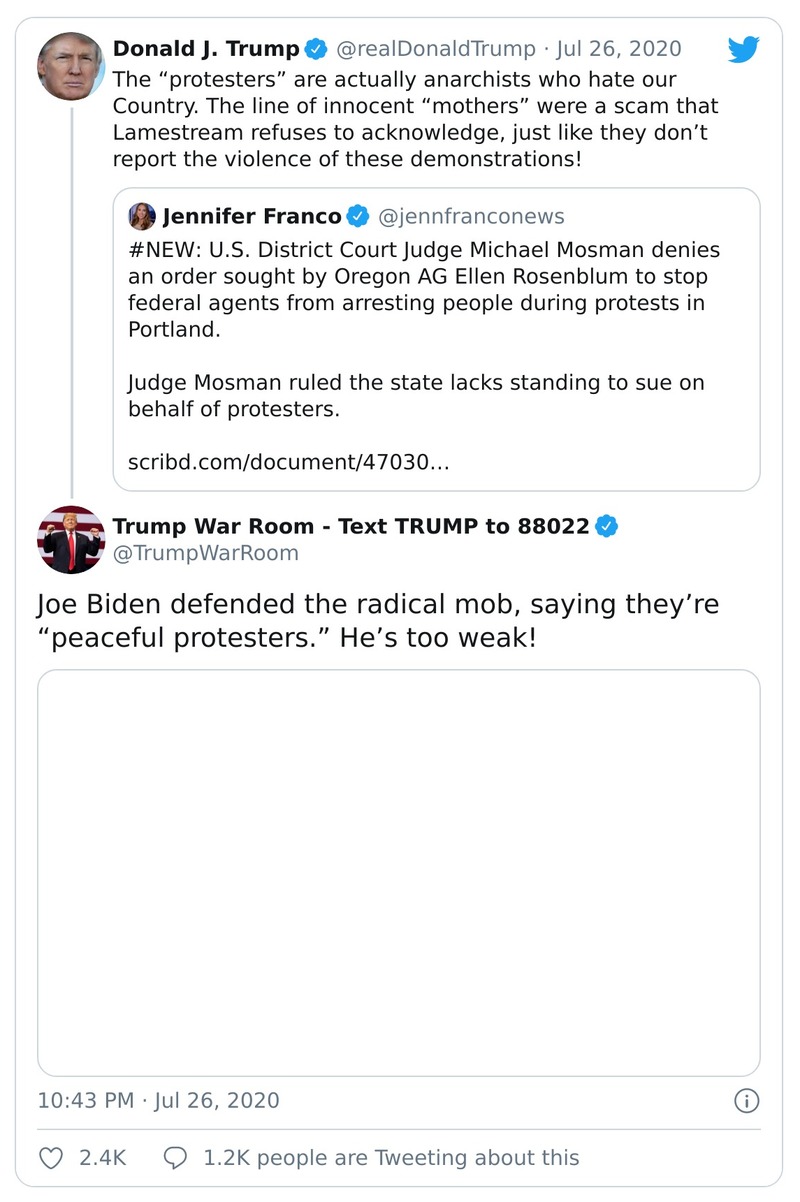 Donald J. Trump @realDonaldTrump · Jul 26, 2020
The “protesters” are actually anarchists who hate our
Country. The line of innocent “mothers” were a scam that
Lamestream refuses to acknowledge, just like they don’t
report the violence of these demonstrations!
Jennifer Franco @jennfranconews
#NEW: U.S. District Court Judge Michael Mosman denies
an order sought by Oregon AG Ellen Rosenblum to stop
federal agents from arresting people during protests in
Portland.
Judge Mosman ruled the state lacks standing to sue on
behalf of protesters.
scribd.com/document/47030…
Trump War Room - Text TRUMP to 88022
@TrumpWarRoom
Joe Biden defended the radical mob, saying they’re
“peaceful protesters.” He’s too weak!
10:43 PM · Jul 26, 2020
2.4K 1.2K people are Tweeting about this